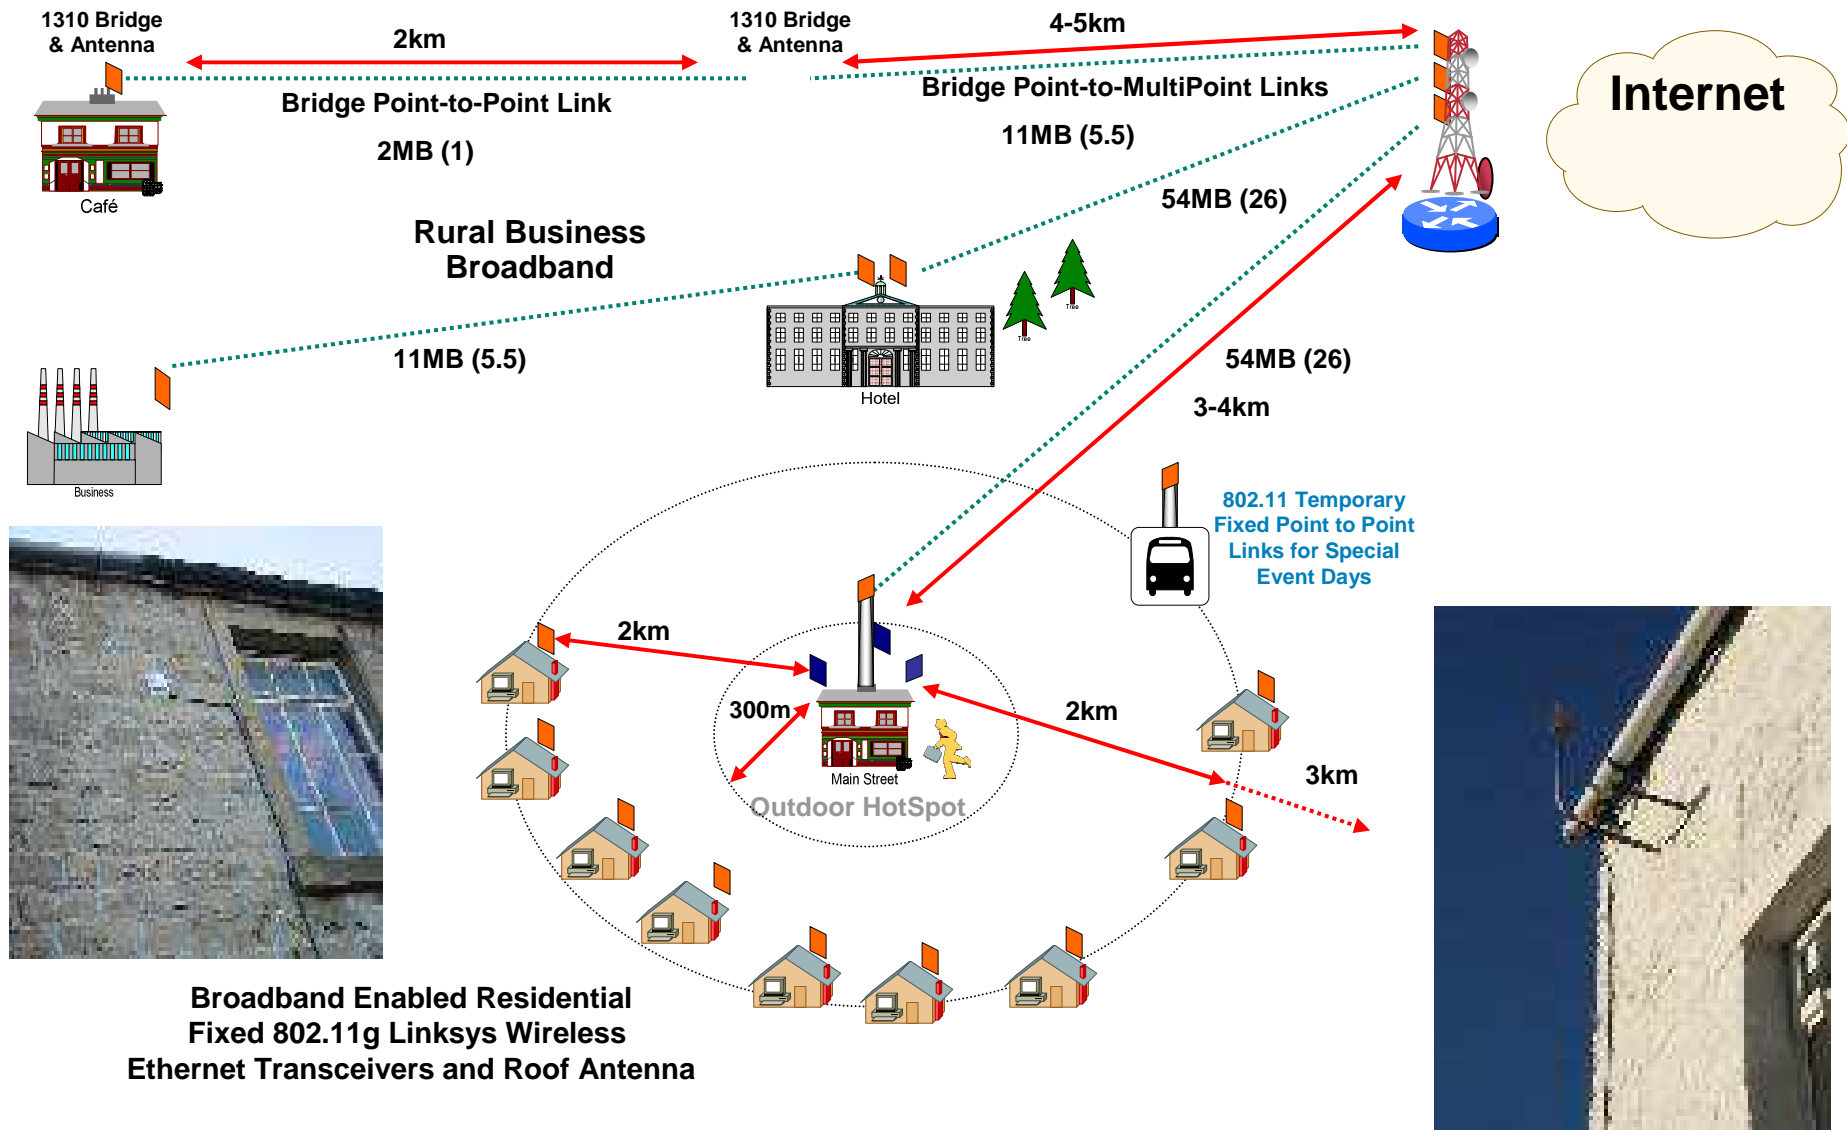 1310 Bridge
& Antenna
2km
1310 Bridge
& Antenna
4-5km
Internet
Bridge Point-to-Point Link
Bridge Point-to-MultiPoint Links
2MB (1)
11MB (5.5)
Café
54MB (26)
Rural Business
Broadband
Tree
Tree
11MB (5.5)
Hotel
54MB (26)
3-4km
Business
802.11 Temporary
Fixed Point to Point
Links for Special
Event Days
2km
300m
2km
Main Street
3km
Outdoor HotSpot
Broadband Enabled Residential
Fixed 802.11g Linksys Wireless
Ethernet Transceivers and Roof Antenna